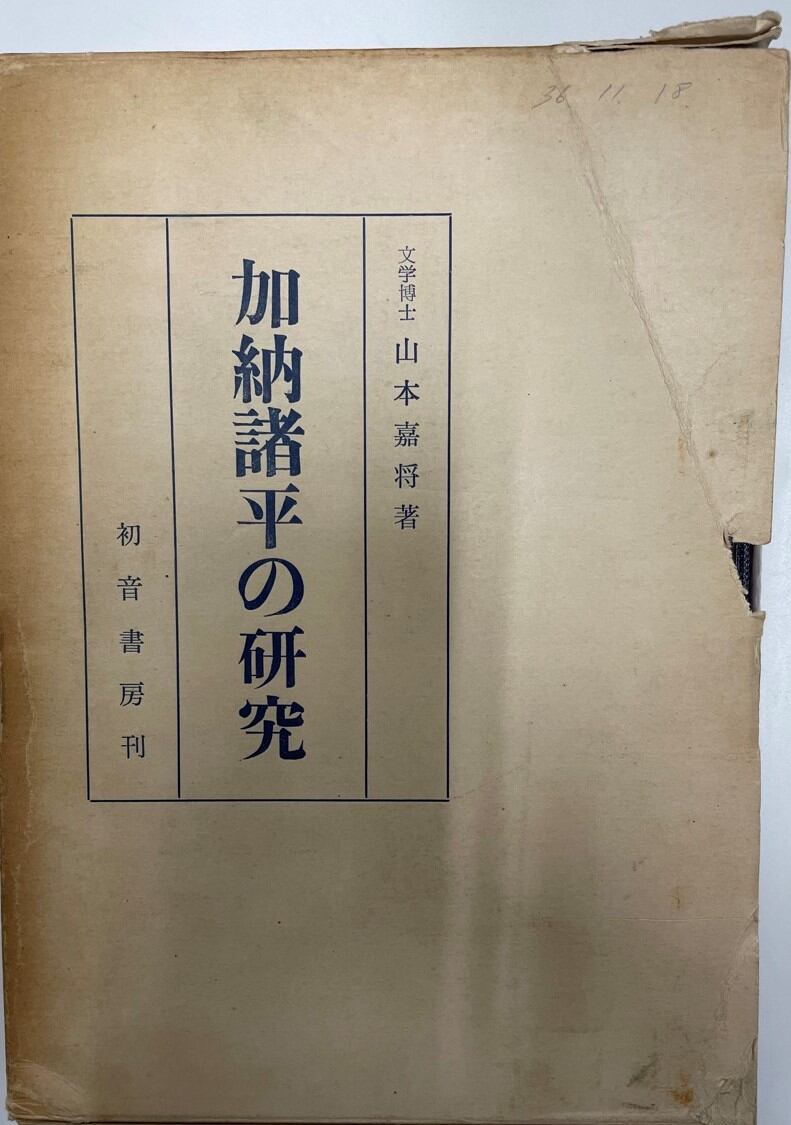 36 11. 18
文学博士 山本嘉将著
加納諸平の研究
初音書房刊